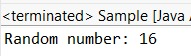 <terminated> Sample [Java A
Random number: 16